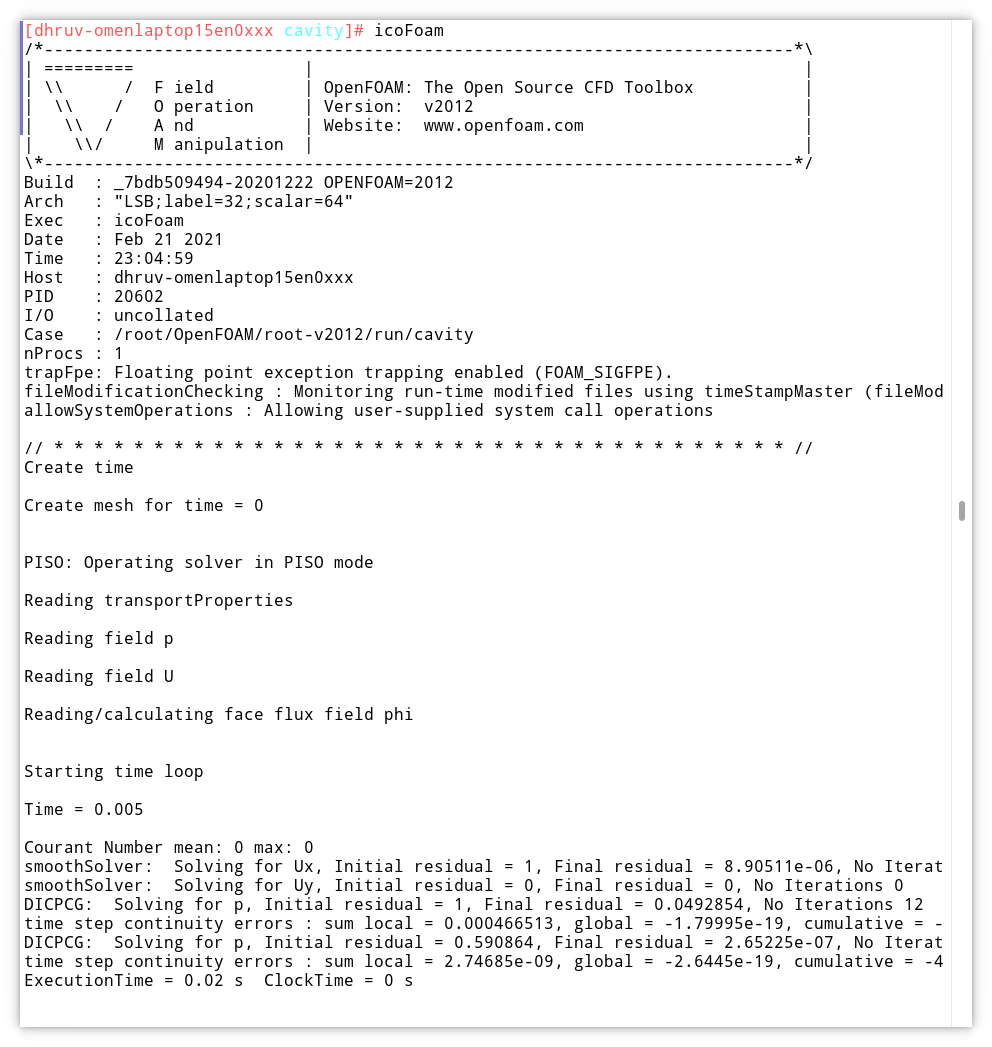 [dhruv-omenlaptop15en0xxx cavity]# icoFoam
/*---------------------------------------------------------------------------*\
| =========                 |                                                 |
| \\      /  F ield         | OpenFOAM: The Open Source CFD Toolbox           |
|  \\    /   O peration     | Version:  v2012                                 |
|   \\  /    A nd           | Website:  www.openfoam.com                      |
|    \\/     M anipulation  |                                                 |
\*---------------------------------------------------------------------------*/
Build  : _7bdb509494-20201222 OPENFOAM=2012
Arch   : "LSB;label=32;scalar=64"
Exec   : icoFoam
Date   : Feb 21 2021
Time   : 23:04:59
Host   : dhruv-omenlaptop15en0xxx
PID    : 20602
I/O    : uncollated
Case   : /root/OpenFOAM/root-v2012/run/cavity
nProcs : 1
trapFpe: Floating point exception trapping enabled (FOAM_SIGFPE).
fileModificationChecking : Monitoring run-time modified files using timeStampMaster (fileMod
allowSystemOperations : Allowing user-supplied system call operations

// * * * * * * * * * * * * * * * * * * * * * * * * * * * * * * * * * * * * * //
Create time

Create mesh for time = 0


PISO: Operating solver in PISO mode

Reading transportProperties

Reading field p

Reading field U

Reading/calculating face flux field phi


Starting time loop

Time = 0.005

Courant Number mean: 0 max: 0
smoothSolver:  Solving for Ux, Initial residual = 1, Final residual = 8.90511e-06, No Iterat
smoothSolver:  Solving for Uy, Initial residual = 0, Final residual = 0, No Iterations 0
DICPCG:  Solving for p, Initial residual = 1, Final residual = 0.0492854, No Iterations 12
time step continuity errors : sum local = 0.000466513, global = -1.79995e-19, cumulative = -
DICPCG:  Solving for p, Initial residual = 0.590864, Final residual = 2.65225e-07, No Iterat
time step continuity errors : sum local = 2.74685e-09, global = -2.6445e-19, cumulative = -4
ExecutionTime = 0.02 s  ClockTime = 0 s